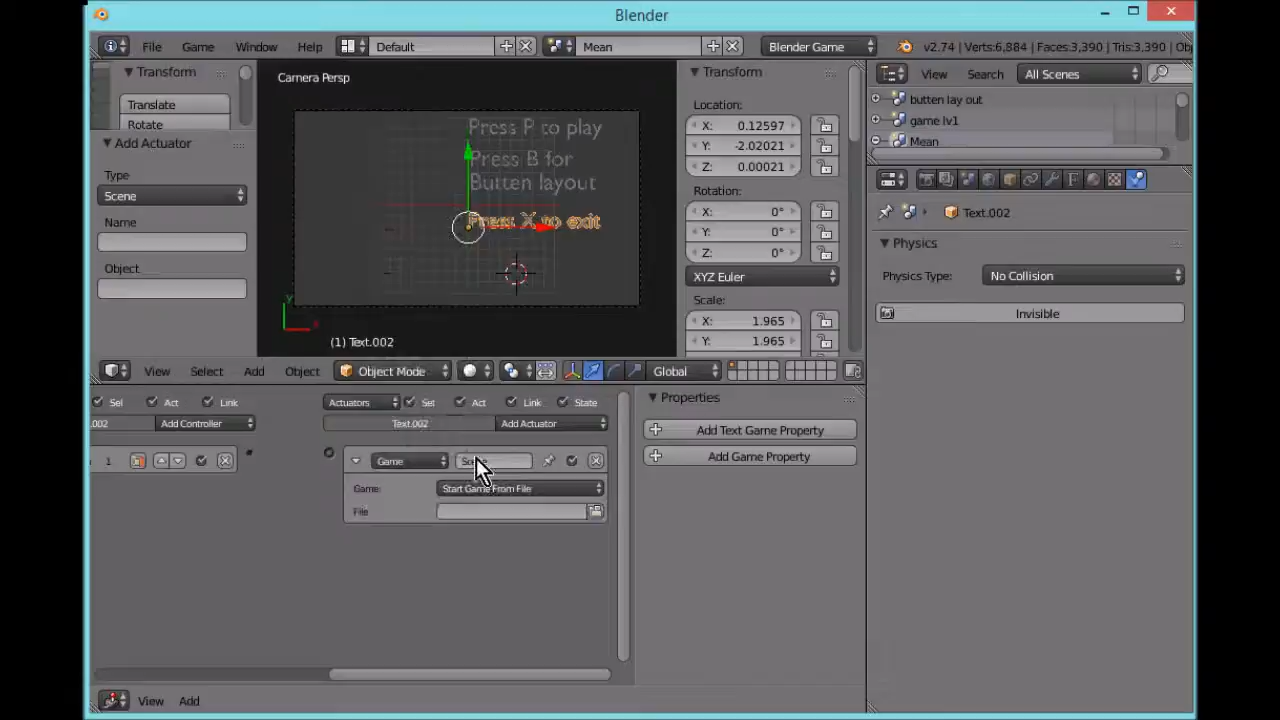 Blender
File Game Window Help Default Mean Blender Game v2.74 | Verts:6,884 | Faces:3,390 | Tris:3,390 |
Transform
Translate
Rotate
Add Actuator
Type
Scene
Name
Object
Camera Persp
Press P to play
Press B for
Butten layout
Press X to exit
(1) Text.002
Transform
Location:
X: 0.12597
Y: -2.02021
Z: 0.00021
Rotation:
X: 0°
Y: 0°
Z: 0°
XYZ Euler
Scale:
X: 1.965
Y: 1.965
View Search All Scenes
butten lay out
game lv1
Mean
Text.002
Physics
Physics Type: No Collision
Invisible
View Select Add Object Object Mode Global
Sel Act Link
.002 Add Controller
1
Actuators Sel Act Link State
Text.002 Add Actuator
Game
Game: Start Game From File
File
Properties
Add Text Game Property
Add Game Property
View Add